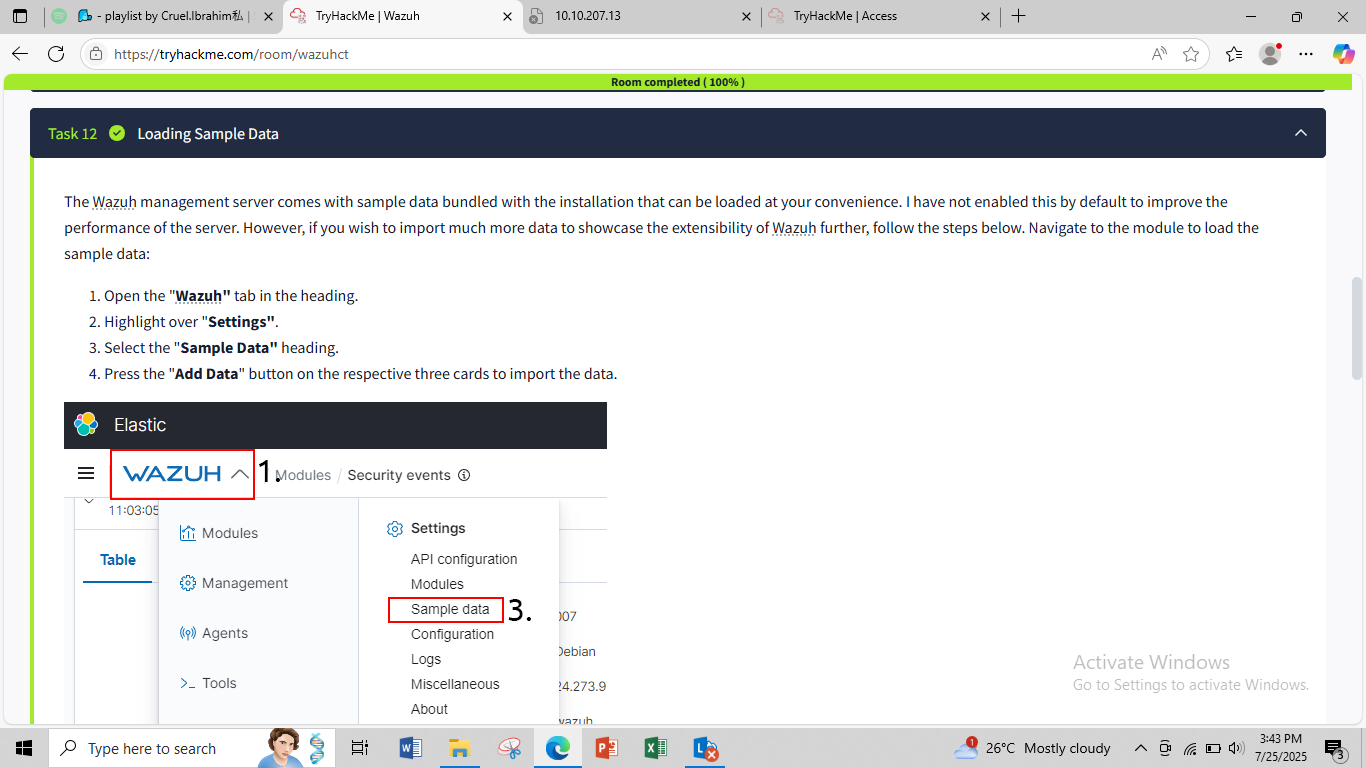 - playlist by Cruel.Ibrahim私 |
TryHackMe | Wazuh
10.10.207.13
TryHackMe | Access
https://tryhackme.com/room/wazuhct
Room completed ( 100% )
Task 12
Loading Sample Data
The Wazuh management server comes with sample data bundled with the installation that can be loaded at your convenience. I have not enabled this by default to improve the
performance of the server. However, if you wish to import much more data to showcase the extensibility of Wazuh further, follow the steps below. Navigate to the module to load the
sample data:
1. Open the "Wazuh" tab in the heading.
2. Highlight over "Settings".
3. Select the "Sample Data" heading.
4. Press the "Add Data" button on the respective three cards to import the data.
Elastic
WAZUH
1.
Modules / Security events
11:03:05
Modules
Settings
API configuration
Table
Modules
Management
Sample data
3.
007
Configuration
Agents
Debian
Logs
Activate Windows
Tools
Miscellaneous
24.273.9
Go to Settings to activate Windows.
About
wazuh
Type here to search
1
26°C Mostly cloudy
3:43 PM
7/25/2025
3